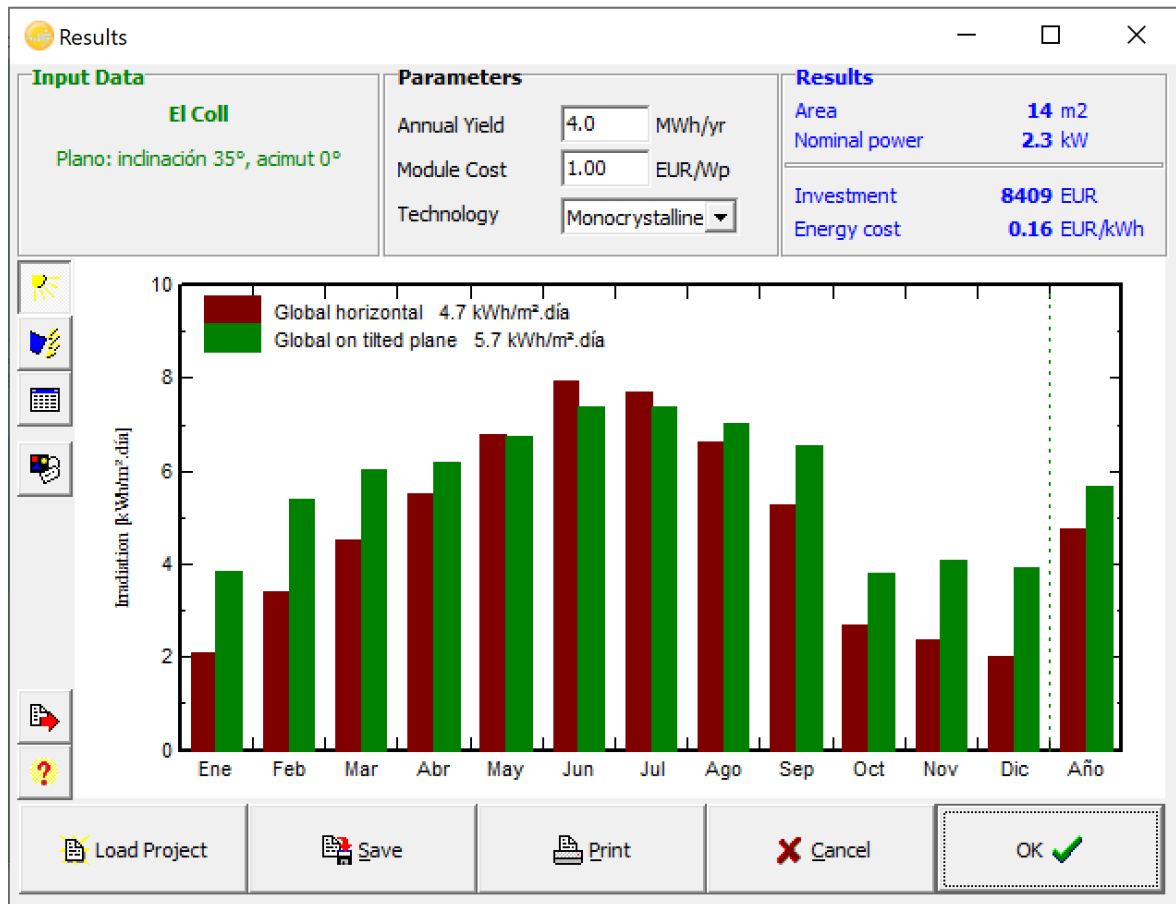 Results
Input Data
El Coll
Plano: inclinación 35°, acimut 0°
Parameters
Annual Yield 4.0 MWh/yr
Module Cost 1.00 EUR/Wp
Technology Monocrystalline
Results
Area 14 m2
Nominal power 2.3 kW
Investment 8409 EUR
Energy cost 0.16 EUR/kWh
Global horizontal 4.7 kWh/m².día
Global on tilted plane 5.7 kWh/m².día
Irradiation [kWh/m².día]
10
8
6
4
2
0
Ene Feb Mar Abr May Jun Jul Ago Sep Oct Nov Dic Año
?
Load Project Save Print Cancel OK